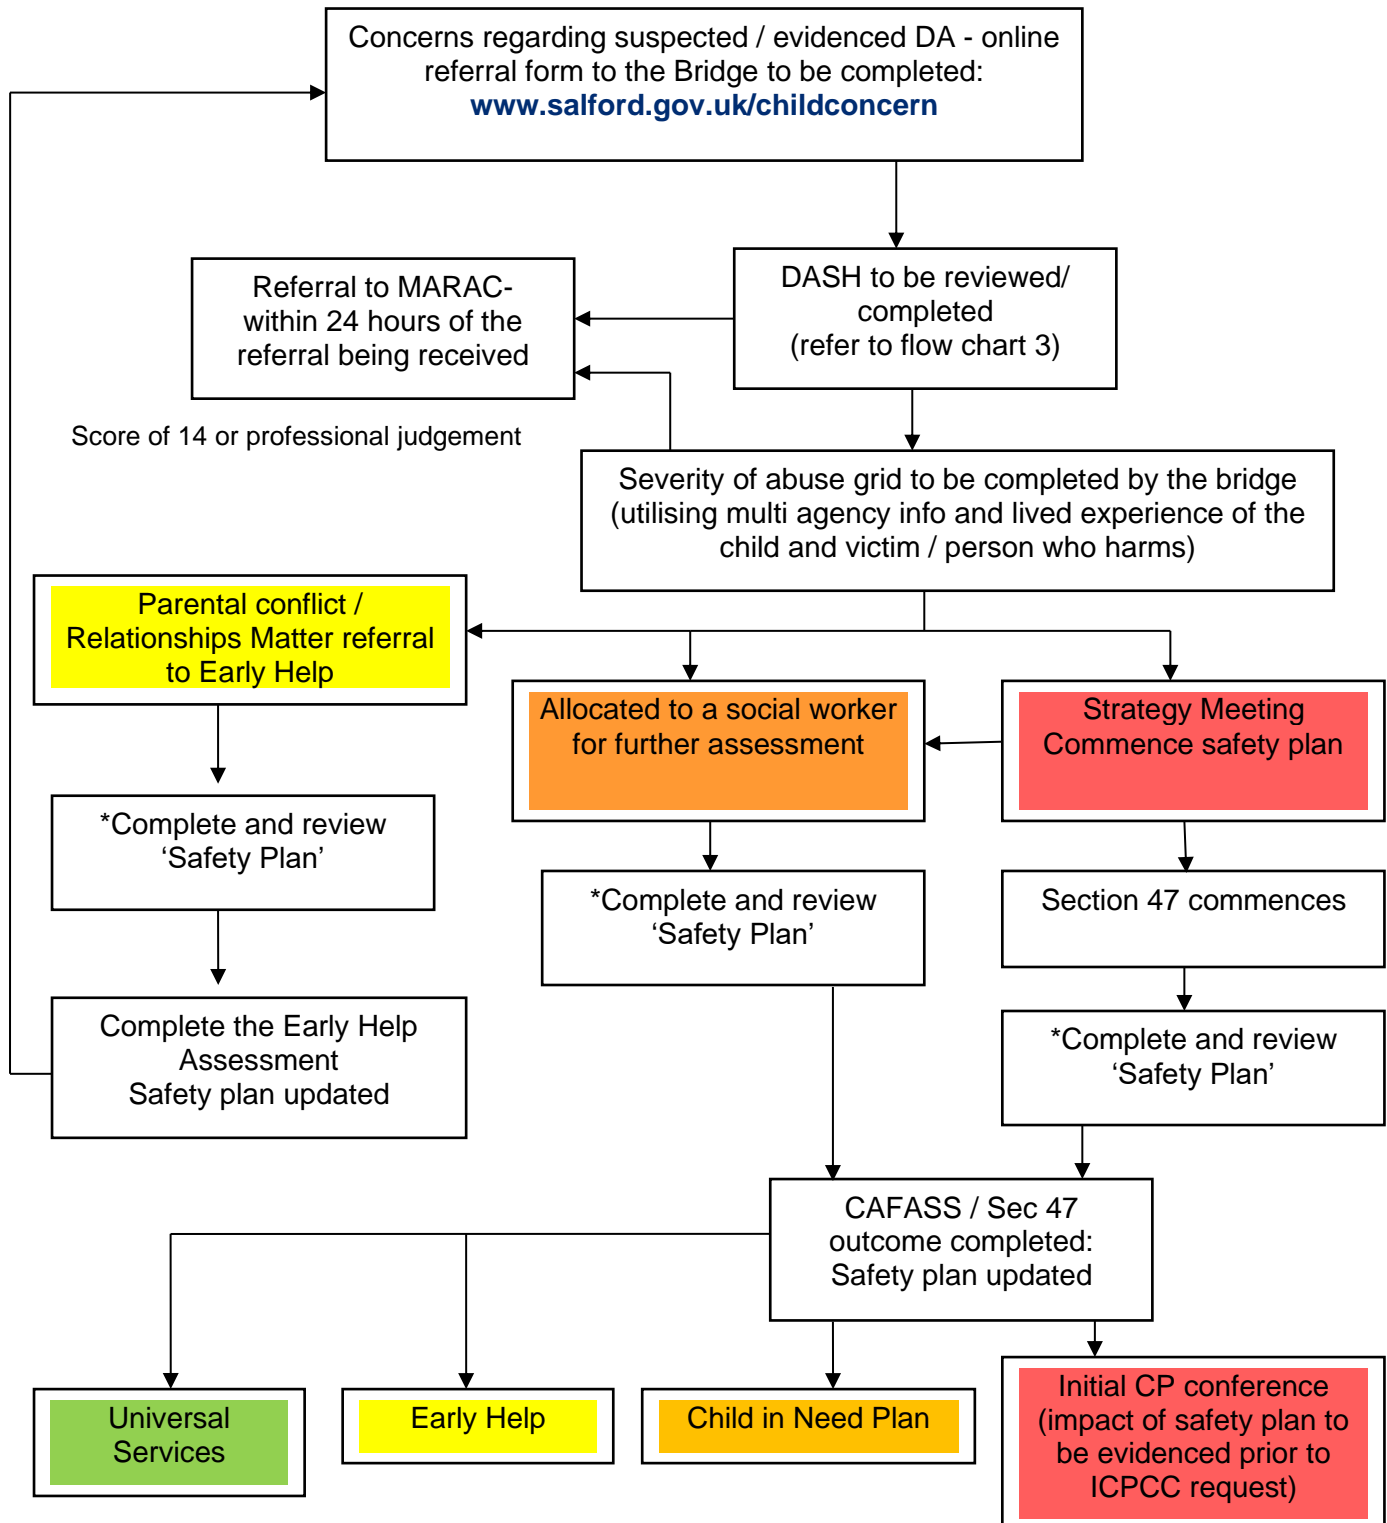 Concerns regarding suspected / evidenced DA - online
referral form to the Bridge to be completed:
www.salford.gov.uk/childconcern
Referral to MARAC-
within 24 hours of the
referral being received
DASH to be reviewed/
completed
(refer to flow chart 3)
Score of 14 or professional judgement
Severity of abuse grid to be completed by the bridge
(utilising multi agency info and lived experience of the
child and victim / person who harms)
Parental conflict /
Relationships Matter referral
to Early Help
Allocated to a social worker
for further assessment
Strategy Meeting
Commence safety plan
*Complete and review
‘Safety Plan’
*Complete and review
‘Safety Plan’
Section 47 commences
Complete the Early Help
Assessment
Safety plan updated
*Complete and review
‘Safety Plan’
CAFASS / Sec 47
outcome completed:
Safety plan updated
Universal
Services
Early Help
Child in Need Plan
Initial CP conference
(impact of safety plan to
be evidenced prior to
ICPCC request)